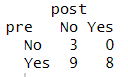 post
pre No Yes
No 3 0
Yes 9 8